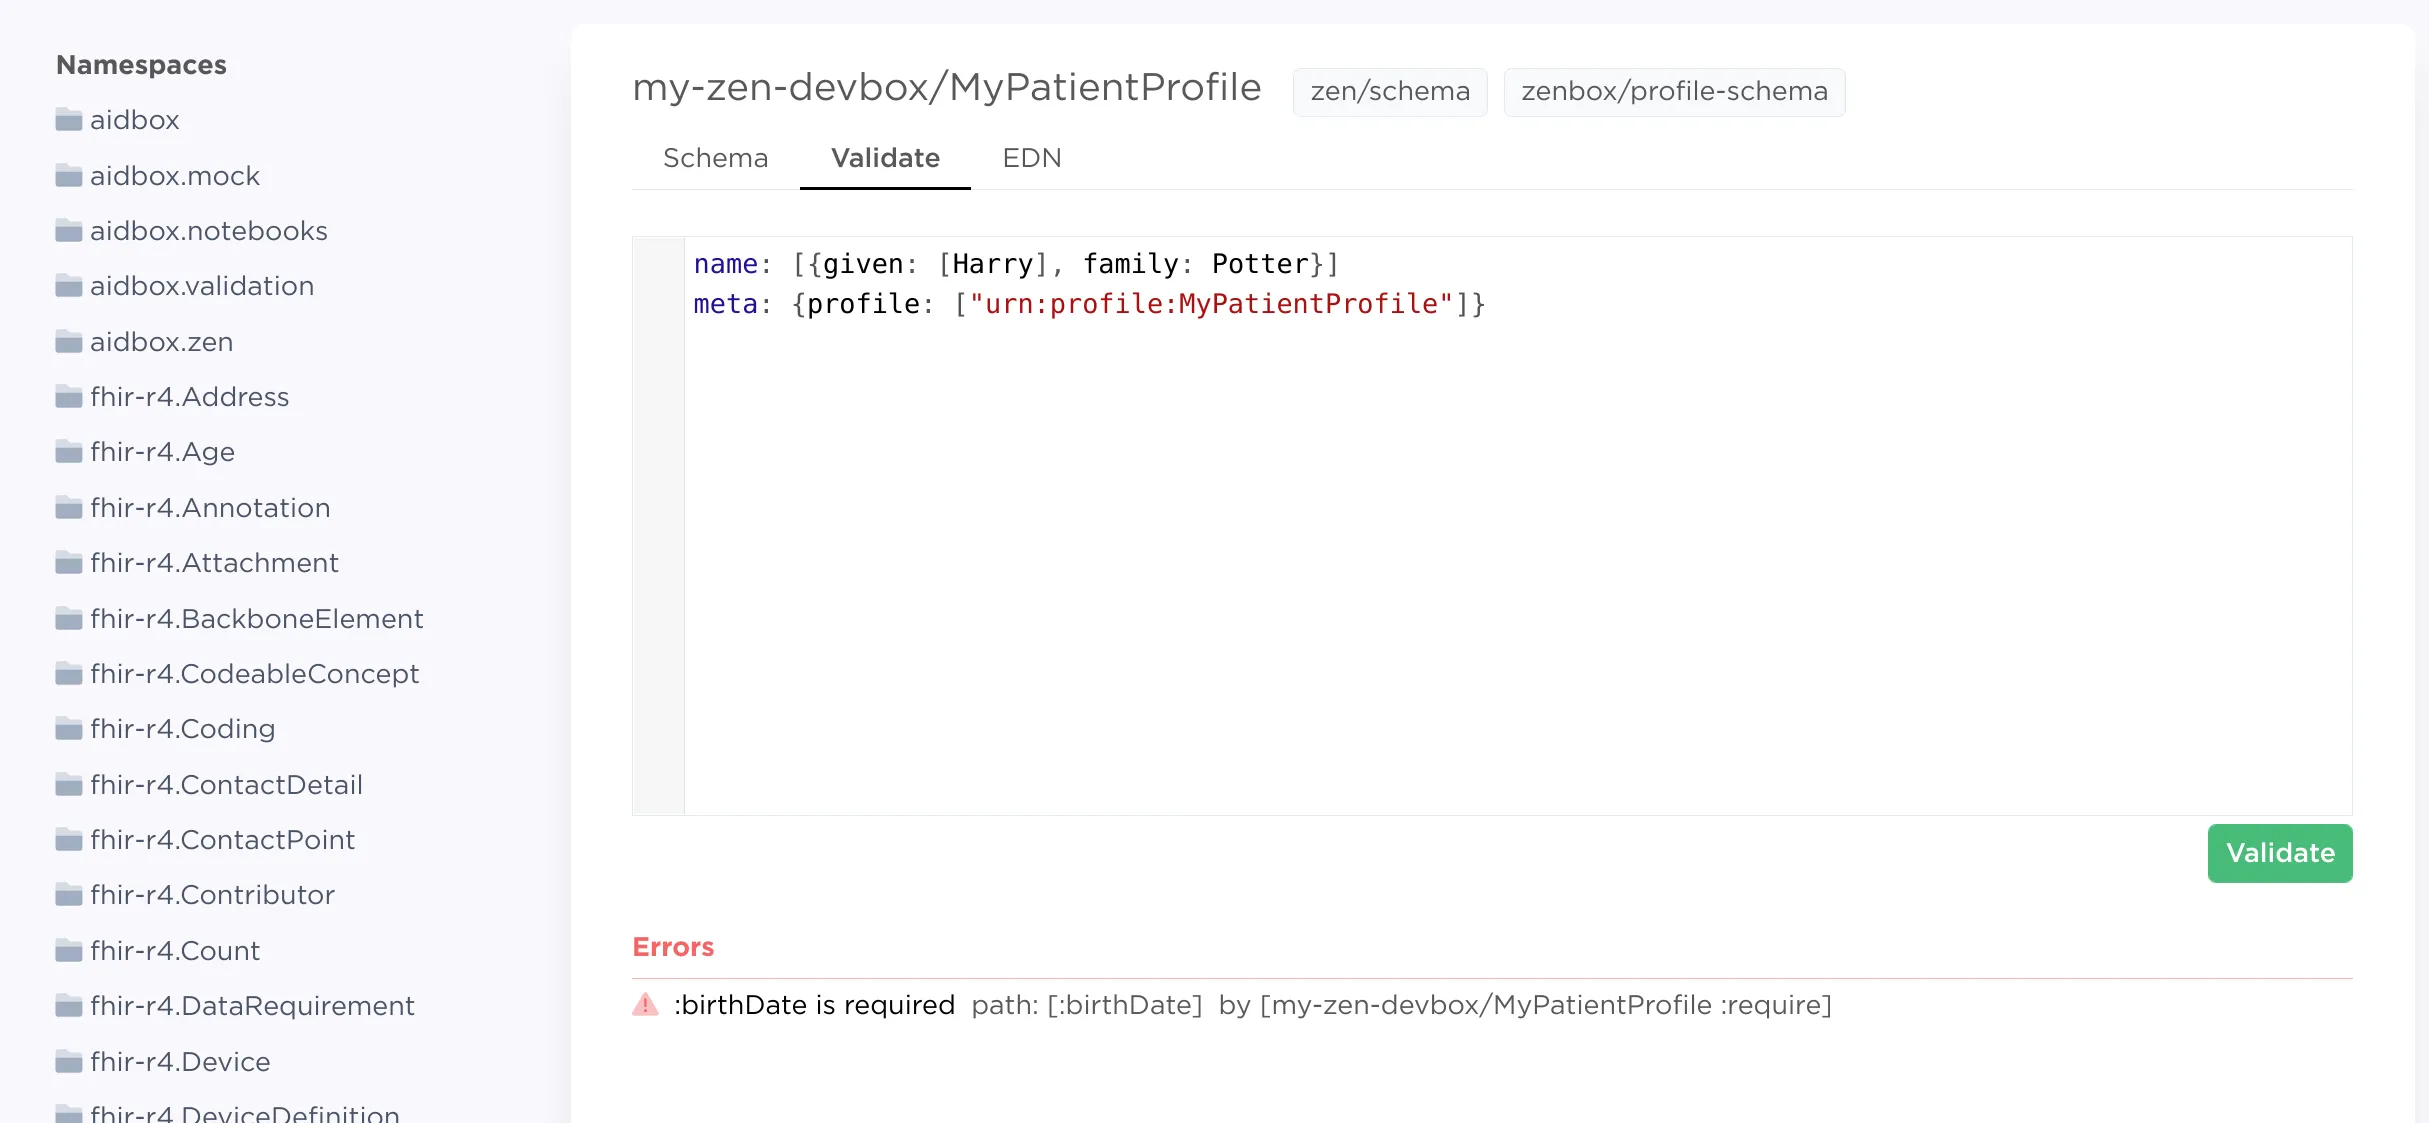 Namespaces
aidbox
aidbox.mock
aidbox.notebooks
aidbox.validation
aidbox.zen
fhir-r4.Address
fhir-r4.Age
fhir-r4.Annotation
fhir-r4.Attachment
fhir-r4.BackboneElement
fhir-r4.CodeableConcept
fhir-r4.Coding
fhir-r4.ContactDetail
fhir-r4.ContactPoint
fhir-r4.Contributor
fhir-r4.Count
fhir-r4.DataRequirement
fhir-r4.Device
fhir-r4.DeviceDefinition
my-zen-devbox/MyPatientProfile zen/schema zenbox/profile-schema
Schema Validate EDN
name: [{given: [Harry], family: Potter}]
meta: {profile: ["urn:profile:MyPatientProfile"]}
Validate
Errors
:birthDate is required path: [:birthDate] by [my-zen-devbox/MyPatientProfile :require]